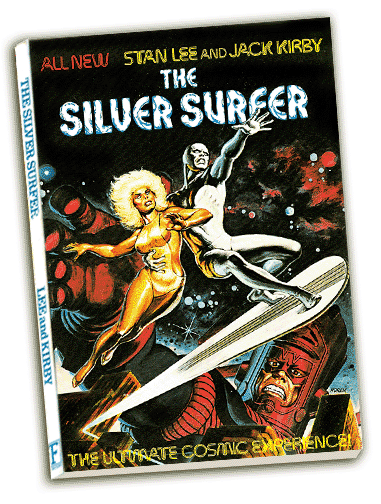 ALL NEW STAN LEE AND JACK KIRBY
THE
SILVER SURFER
THE ULTIMATE COSMIC EXPERIENCE!
THE SILVER SURFER
LEE and KIRBY